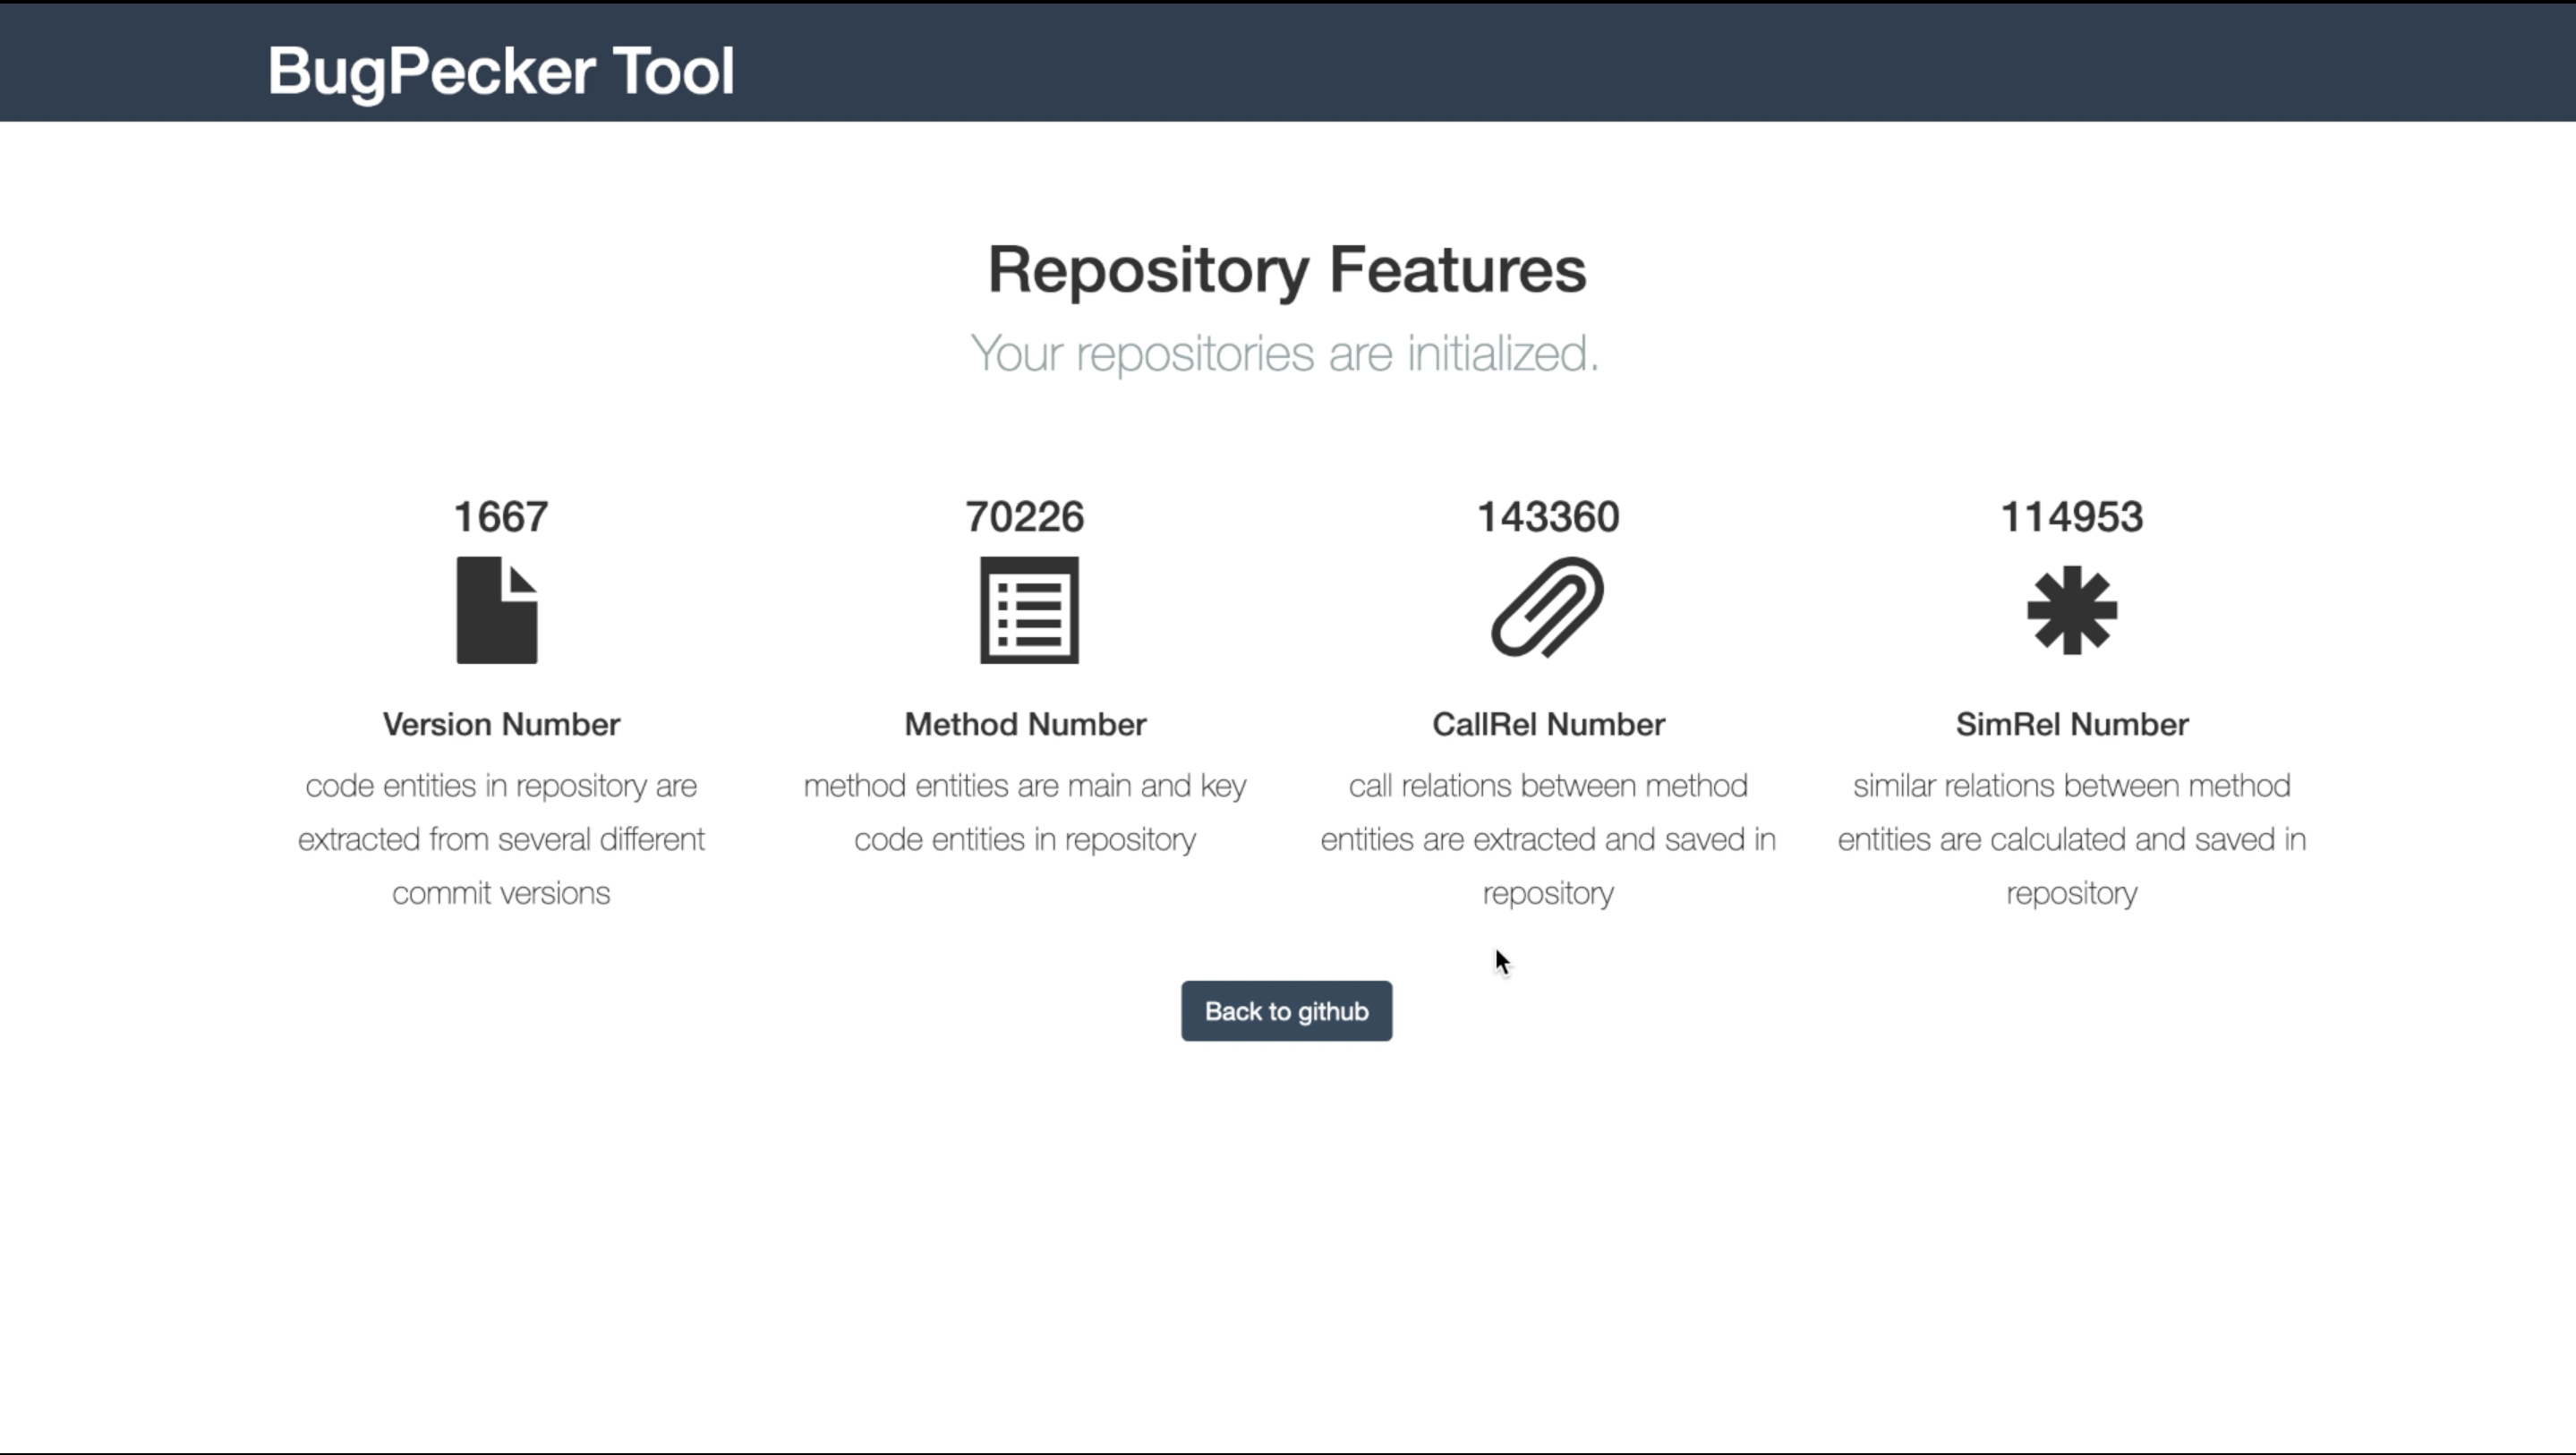 BugPecker Tool
Repository Features
Your repositories are initialized.
1667
Version Number
code entities in repository are
extracted from several different
commit versions
70226
Method Number
method entities are main and key
code entities in repository
143360
CallRel Number
call relations between method
entities are extracted and saved in
repository
114953
SimRel Number
similar relations between method
entities are calculated and saved in
repository
Back to github